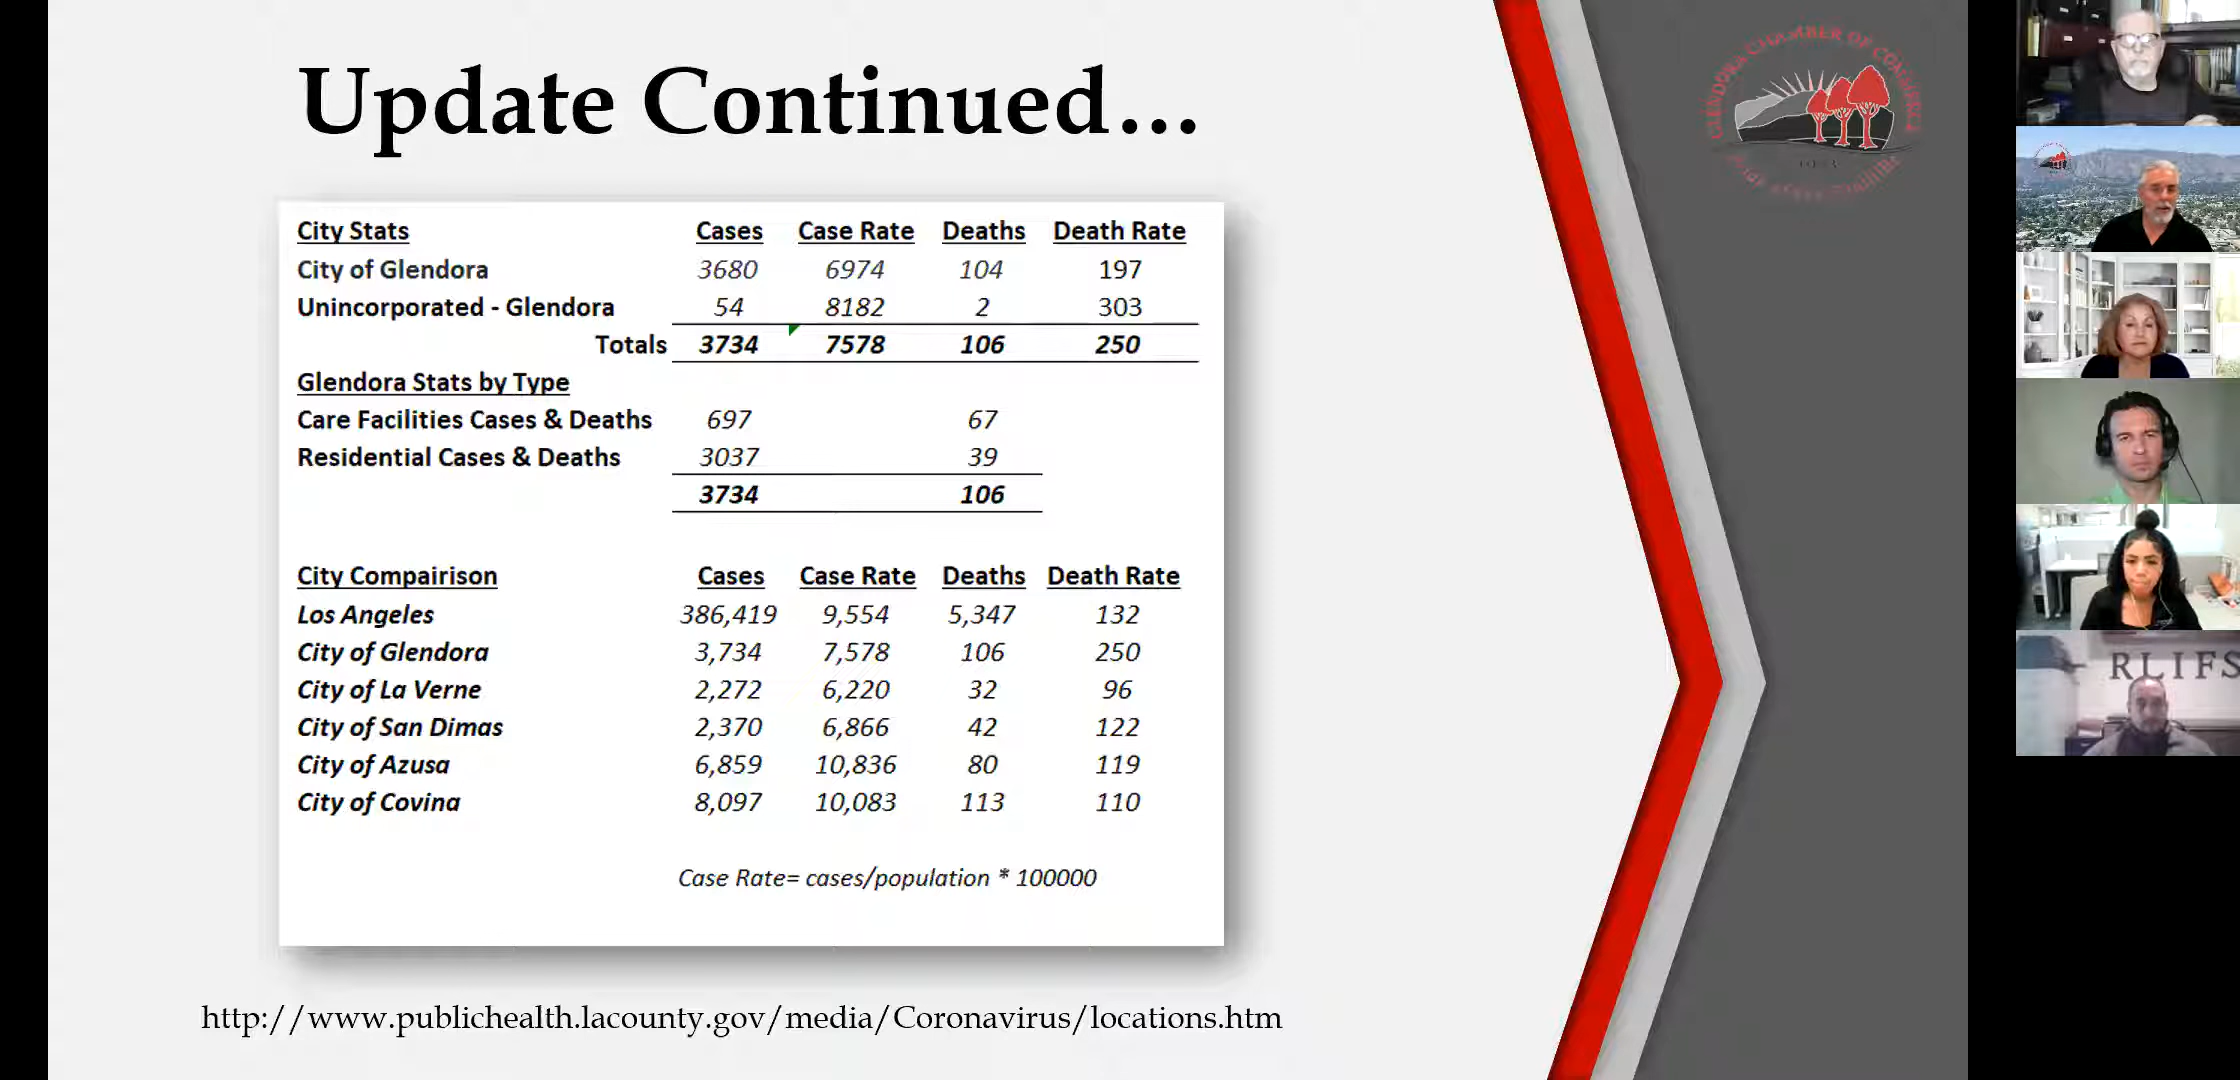 Update Continued...
GLENDORA CHAMBER OF COMMERCE
City Stats Cases Case Rate Deaths Death Rate
City of Glendora 3680 6974 104 197
Unincorporated - Glendora 54 8182 2 303
Totals 3734 7578 106 250
Glendora Stats by Type
Care Facilities Cases & Deaths 697 67
Residential Cases & Deaths 3037 39
3734 106
City Compairison Cases Case Rate Deaths Death Rate
Los Angeles 386,419 9,554 5,347 132
City of Glendora 3,734 7,578 106 250
City of La Verne 2,272 6,220 32 96
City of San Dimas 2,370 6,866 42 122
City of Azusa 6,859 10,836 80 119
City of Covina 8,097 10,083 113 110
Case Rate= cases/population * 100000
http://www.publichealth.lacounty.gov/media/Coronavirus/locations.htm
RLIFS